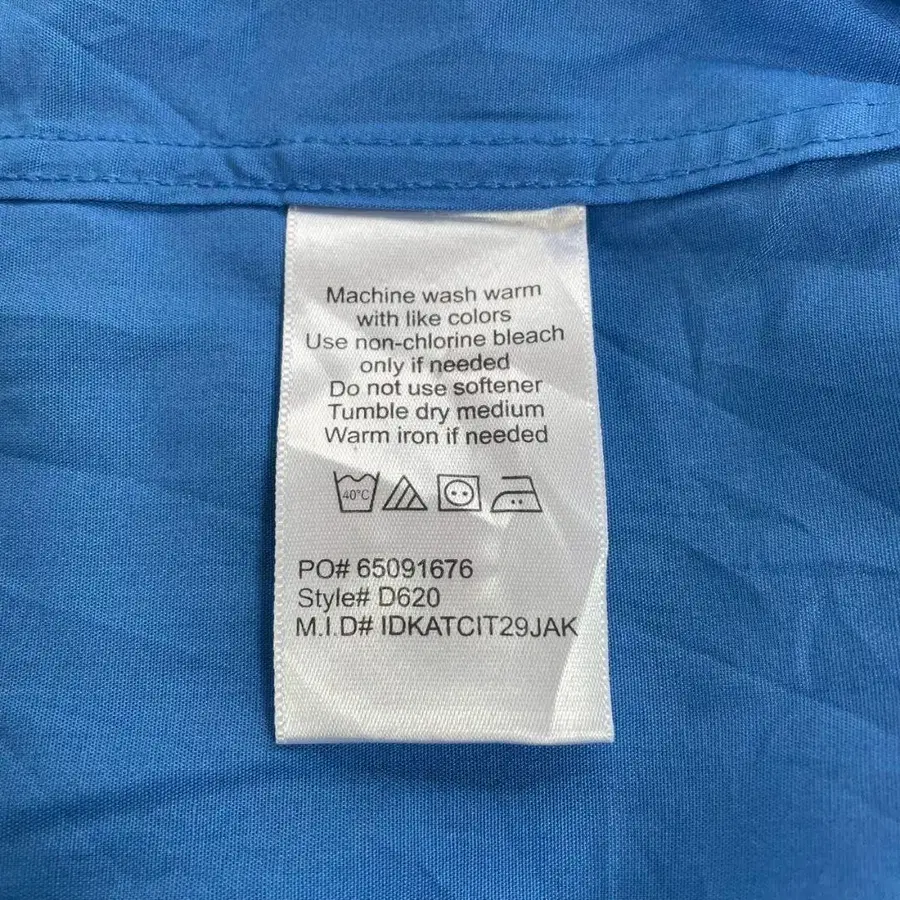 Machine wash warm
with like colors
Use non-chlorine bleach
only if needed
Do not use softener
Tumble dry medium
Warm iron if needed
40°C
PO# 65091676
Style# D620
M.I.D# IDKATCIT29JAK